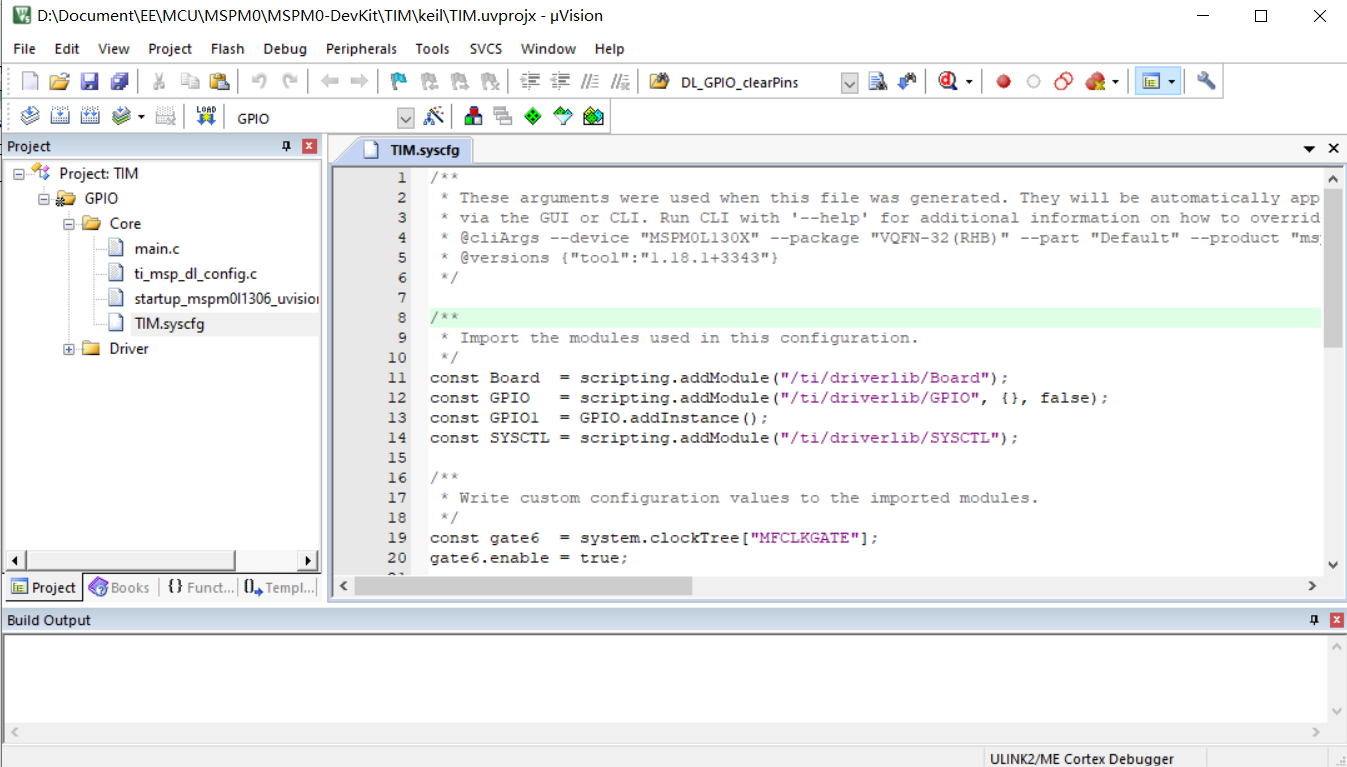 D:\Document\EE\MCU\MSPM0\MSPM0-DevKit\TIM\keil\TIM.uvprojx - µVision
File Edit View Project Flash Debug Peripherals Tools SVCS Window Help
DL_GPIO_clearPins
LOAD GPIO
Project
Project: TIM
GPIO
Core
main.c
ti_msp_dl_config.c
startup_mspm0l1306_uvision
TIM.syscfg
Driver
Project Books {} Funct... Templ...
TIM.syscfg
1 /**
2 * These arguments were used when this file was generated. They will be automatically app
3 * via the GUI or CLI. Run CLI with '--help' for additional information on how to overrid
4 * @cliArgs --device "MSPM0L130X" --package "VQFN-32(RHB)" --part "Default" --product "ms
5 * @versions {"tool":"1.18.1+3343"}
6 */
7
8 /**
9 * Import the modules used in this configuration.
10 */
11 const Board  = scripting.addModule("/ti/driverlib/Board");
12 const GPIO   = scripting.addModule("/ti/driverlib/GPIO", {}, false);
13 const GPIO1  = GPIO.addInstance();
14 const SYSCTL = scripting.addModule("/ti/driverlib/SYSCTL");
15
16 /**
17 * Write custom configuration values to the imported modules.
18 */
19 const gate6  = system.clockTree["MFCLKGATE"];
20 gate6.enable = true;
Build Output
ULINK2/ME Cortex Debugger